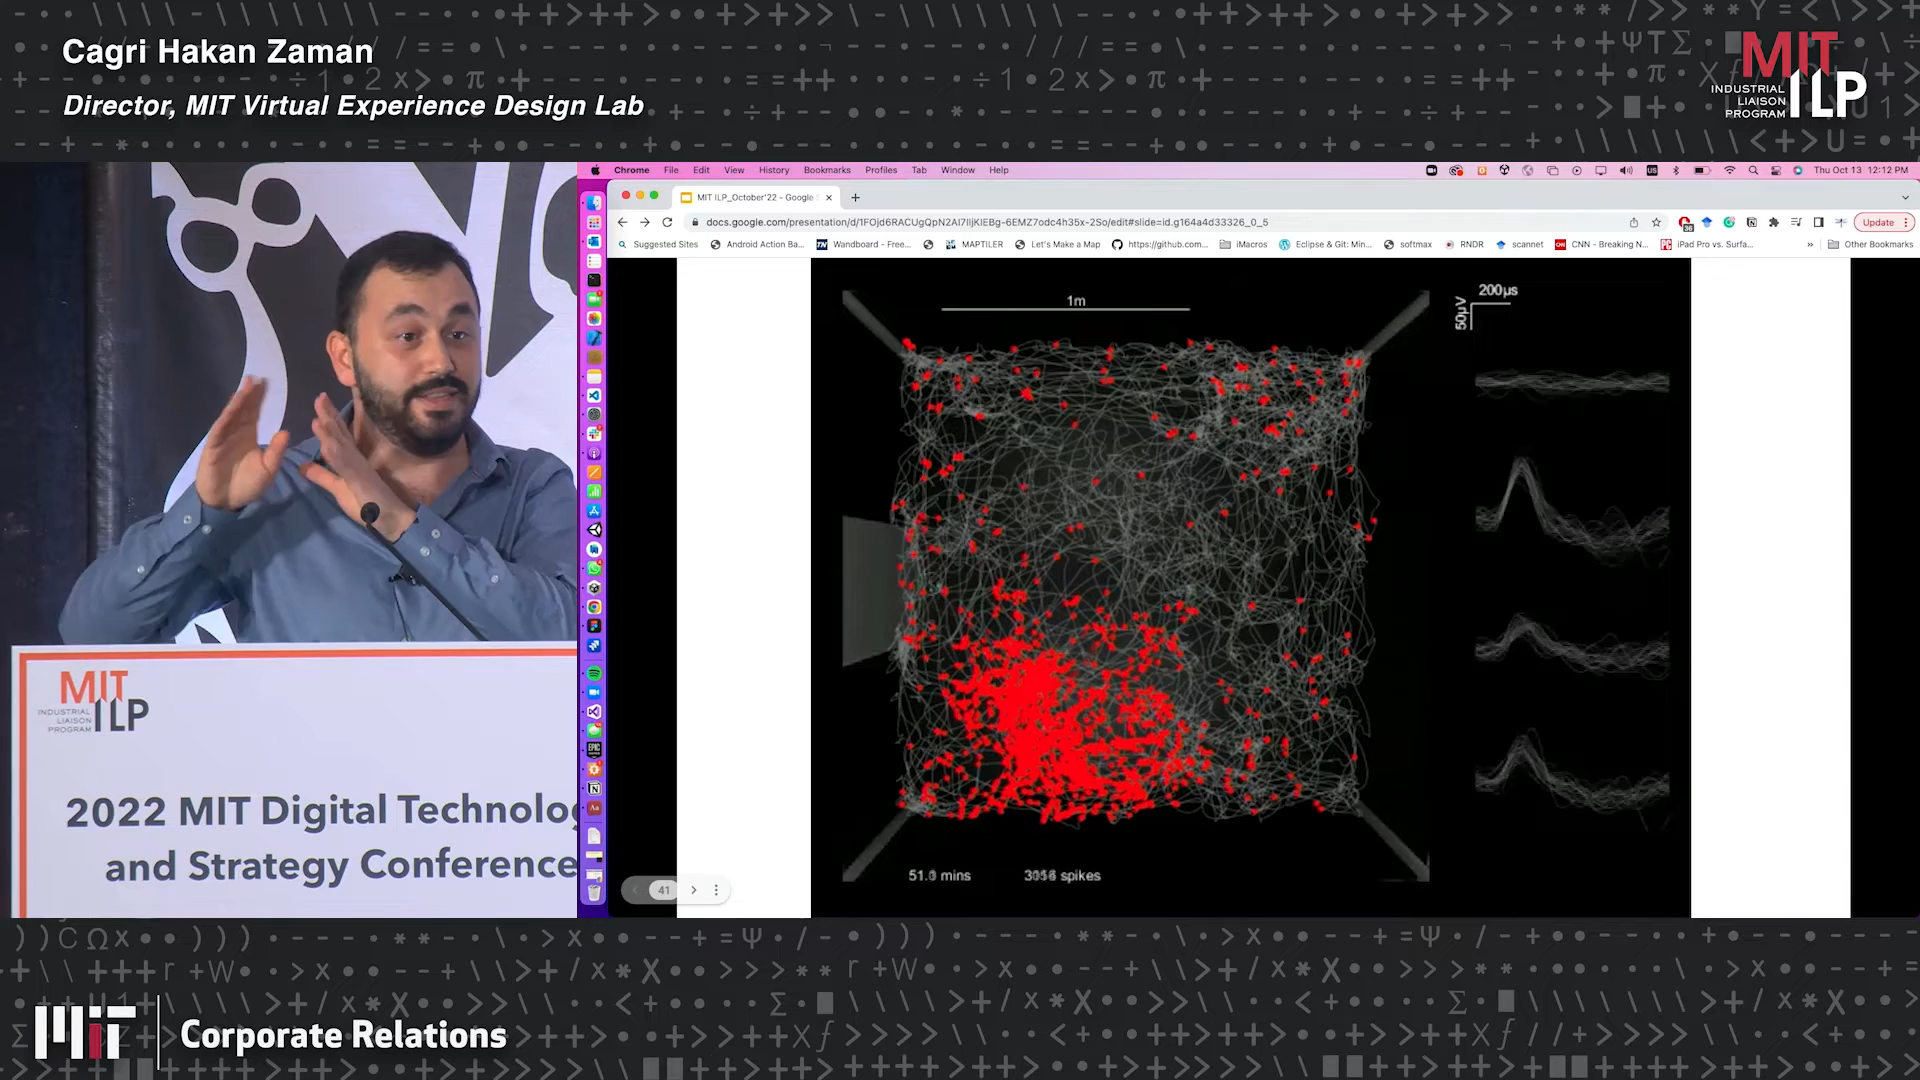 Cagri Hakan Zaman
Director, MIT Virtual Experience Design Lab
MIT
INDUSTRIAL
LIAISON
PROGRAM
ILP
Chrome File Edit View History Bookmarks Profiles Tab Window Help
Thu Oct 13 12:12 PM
MIT ILP_October'22 - Google
docs.google.com/presentation/d/1FOjd6RACUgQpN2AI7IljKIEBg-6EMZ7odc4h35x-2So/edit#slide=id.g164a4d33326_0_5
Update
Suggested Sites Android Action Ba... Wandboard - Free... MAPTILER Let's Make a Map https://github.com... iMacros Eclipse & Git: Min... softmax RNDR scannet CNN - Breaking N... iPad Pro vs. Surfa... » Other Bookmarks
1m
200µs
50µV
mins
spikes
41
MIT
INDUSTRIAL
LIAISON
PROGRAM
ILP
2022 MIT Digital Technolog
and Strategy Conference
MIT
Corporate Relations